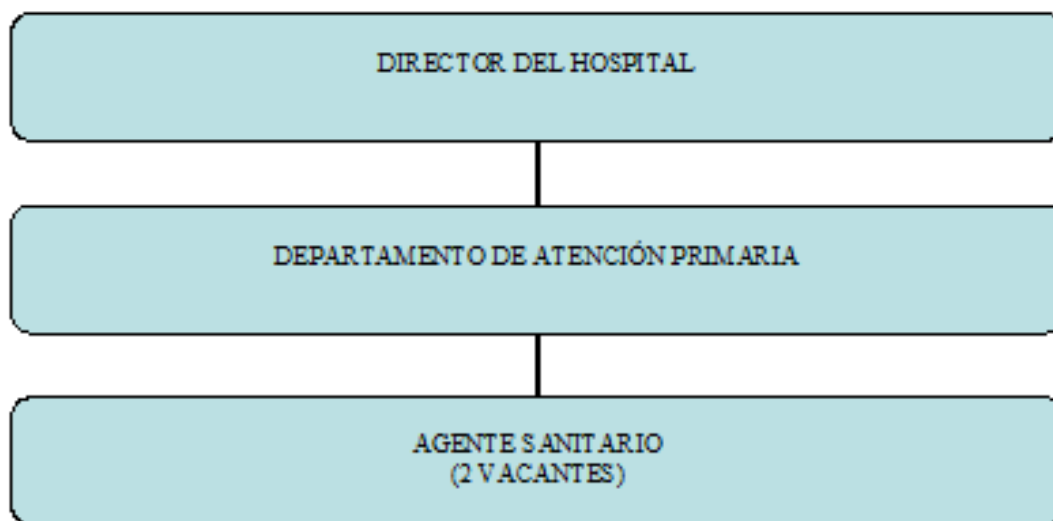 DIRECTOR DEL HOSPITAL
DEPARTAMENTO DE ATENCIÓN PRIMARIA
AGENTE SANITARIO
(2 VACANTES)